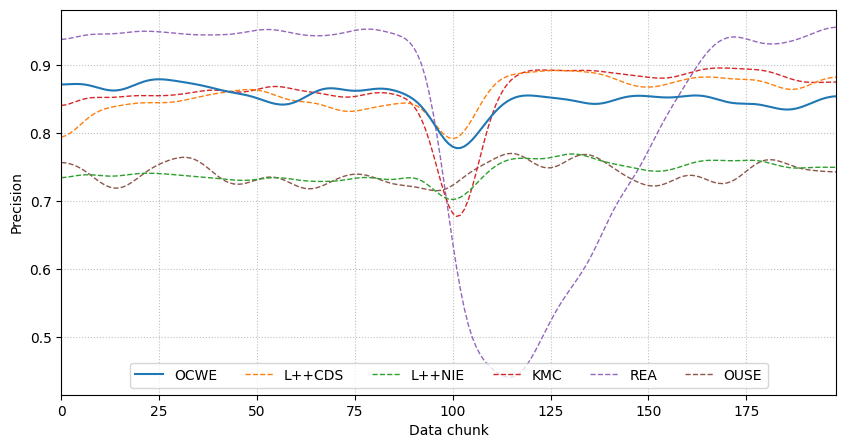 Precision
0.9
0.8
0.7
0.6
0.5
OCWE L++CDS L++NIE KMC REA OUSE
0 25 50 75 100 125 150 175
Data chunk